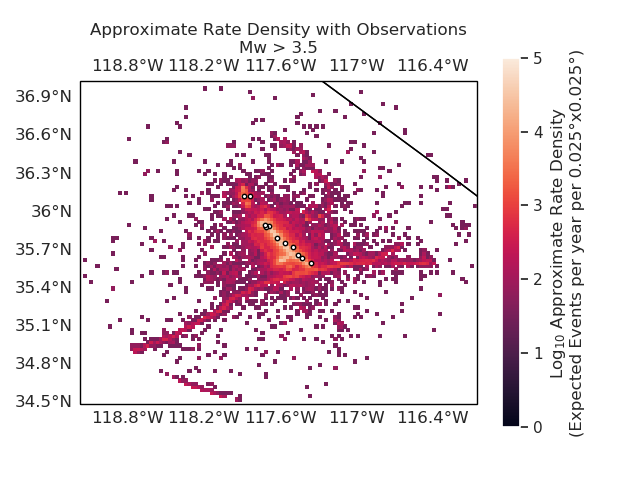 Approximate Rate Density with Observations
Mw > 3.5
118.8°W 118.2°W 117.6°W 117°W 116.4°W
36.9°N
36.6°N
36.3°N
36°N
35.7°N
35.4°N
35.1°N
34.8°N
34.5°N
118.8°W 118.2°W 117.6°W 117°W 116.4°W
5
4
3
2
1
0
Log₁₀ Approximate Rate Density
(Expected Events per year per 0.025°x0.025°)